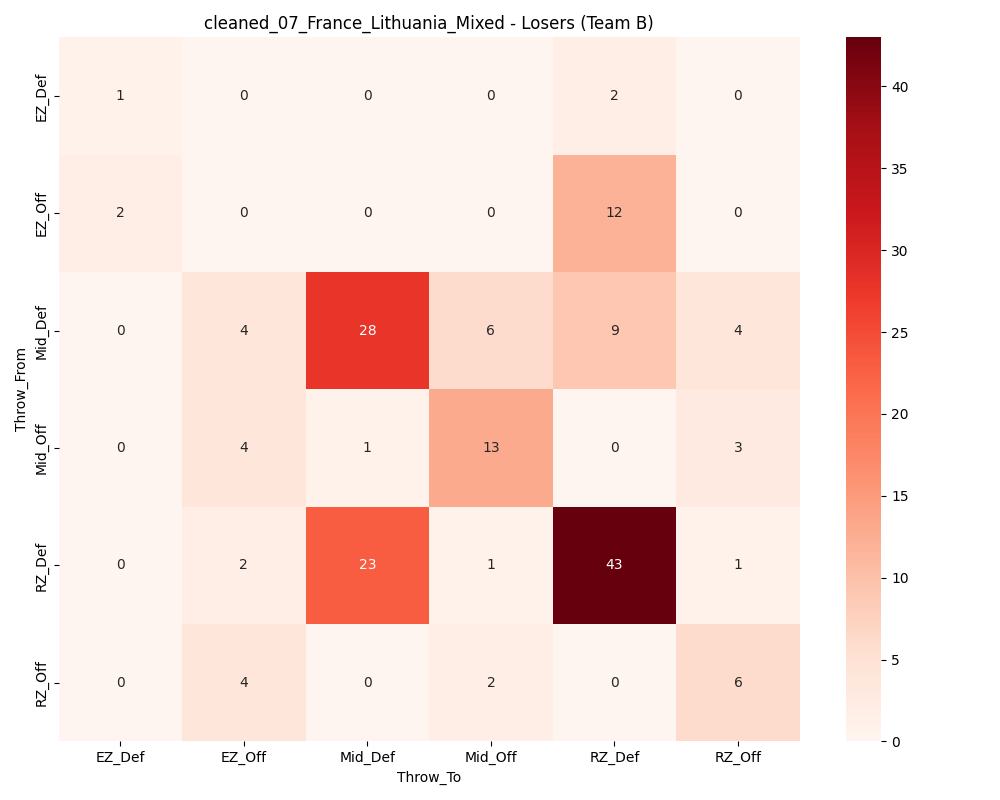 cleaned_07_France_Lithuania_Mixed - Losers (Team B)
EZ_Def 1 0 0 0 2 0
EZ_Off 2 0 0 0 12 0
Mid_Def 0 4 28 6 9 4
Mid_Off 0 4 1 13 0 3
RZ_Def 0 2 23 1 43 1
RZ_Off 0 4 0 2 0 6
EZ_Def EZ_Off Mid_Def Mid_Off RZ_Def RZ_Off
Throw_To
Throw_From
40
35
30
25
20
15
10
5
0